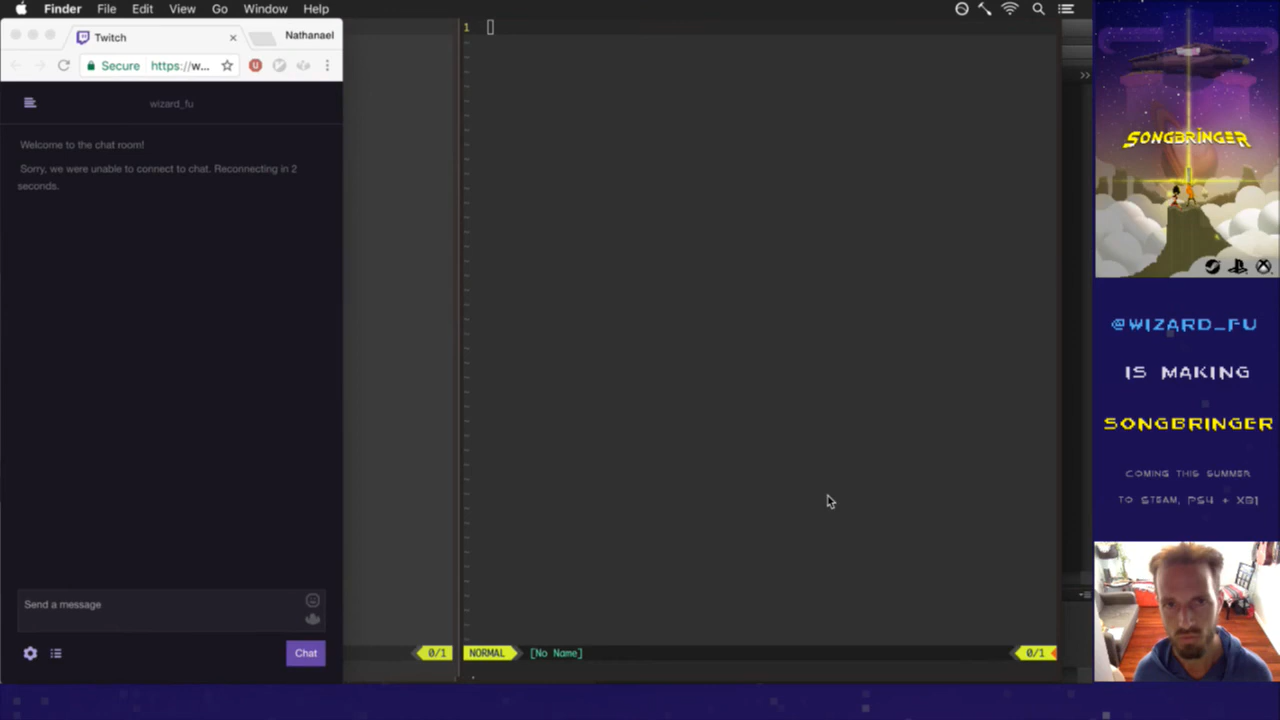 Finder File Edit View Go Window Help
Twitch
Nathanael
Secure https://w...
wizard_fu
Welcome to the chat room!
Sorry, we were unable to connect to chat. Reconnecting in 2
seconds.
Send a message
Chat
0/1
1
NORMAL [No Name] 0/1
SONGBRINGER
@WIZARD_FU
IS MAKING
SONGBRINGER
COMING THIS SUMMER
TO STEAM, PS4 + XB1